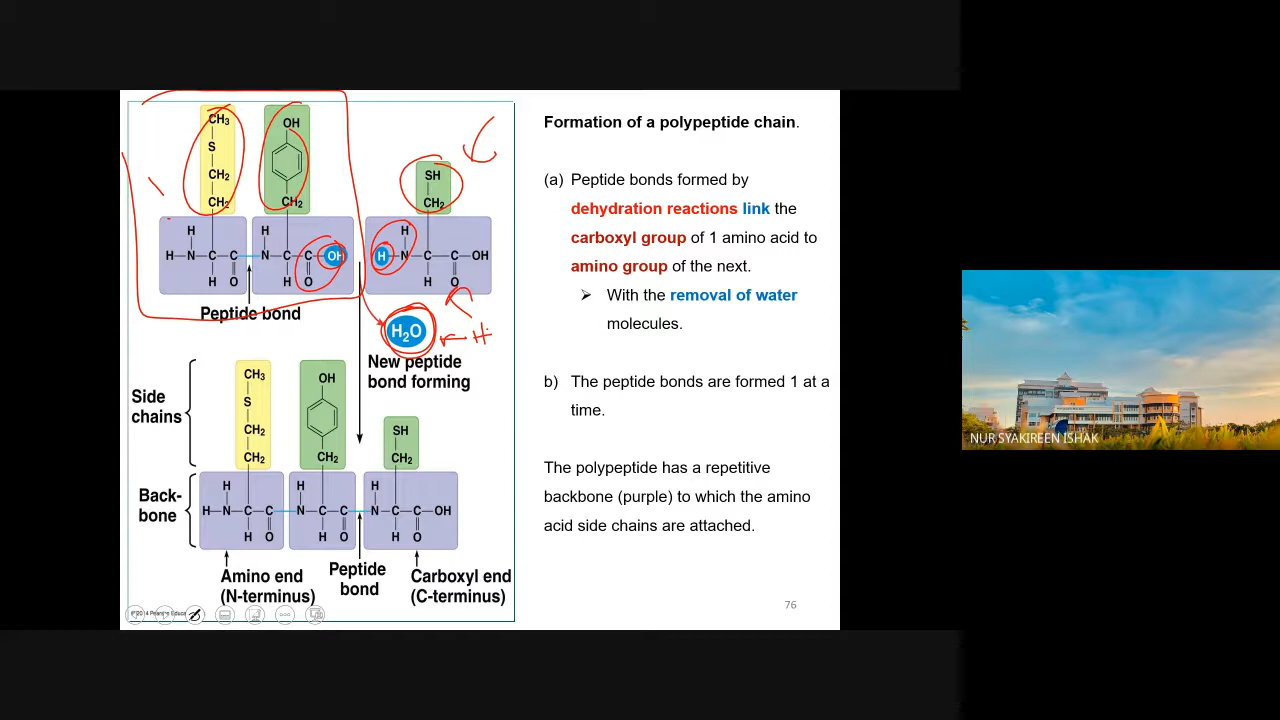 CH₃ OH
S SH
CH₂
CH₂ CH₂ CH₂
H H H
H N C C N C C OH H N C C OH
H O H O H O
Peptide bond
H₂O H
New peptide
bond forming
Side
chains
CH₃ OH
S
CH₂ SH
CH₂ CH₂ CH₂
Back-
bone
H H H
H N C C N C C N C C OH
H O H O H O
Amino end
(N-terminus)
Peptide
bond
Carboxyl end
(C-terminus)
Formation of a polypeptide chain.
(a) Peptide bonds formed by
dehydration reactions link the
carboxyl group of 1 amino acid to
amino group of the next.
➢ With the removal of water
molecules.
b) The peptide bonds are formed 1 at a
time.
The polypeptide has a repetitive
backbone (purple) to which the amino
acid side chains are attached.
76
NUR SYAKIREEN ISHAK